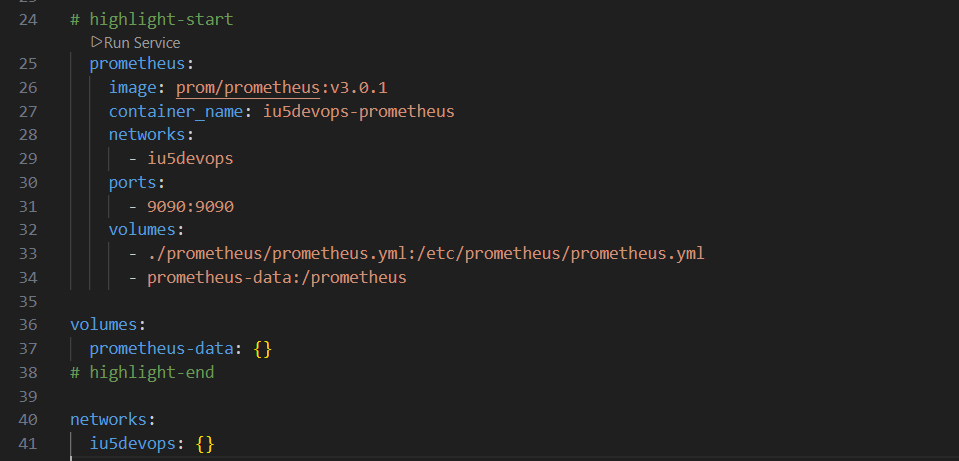 24 # highlight-start
▷Run Service
25 prometheus:
26 image: prom/prometheus:v3.0.1
27 container_name: iu5devops-prometheus
28 networks:
29 - iu5devops
30 ports:
31 - 9090:9090
32 volumes:
33 - ./prometheus/prometheus.yml:/etc/prometheus/prometheus.yml
34 - prometheus-data:/prometheus
35
36 volumes:
37 prometheus-data: {}
38 # highlight-end
39
40 networks:
41 iu5devops: {}